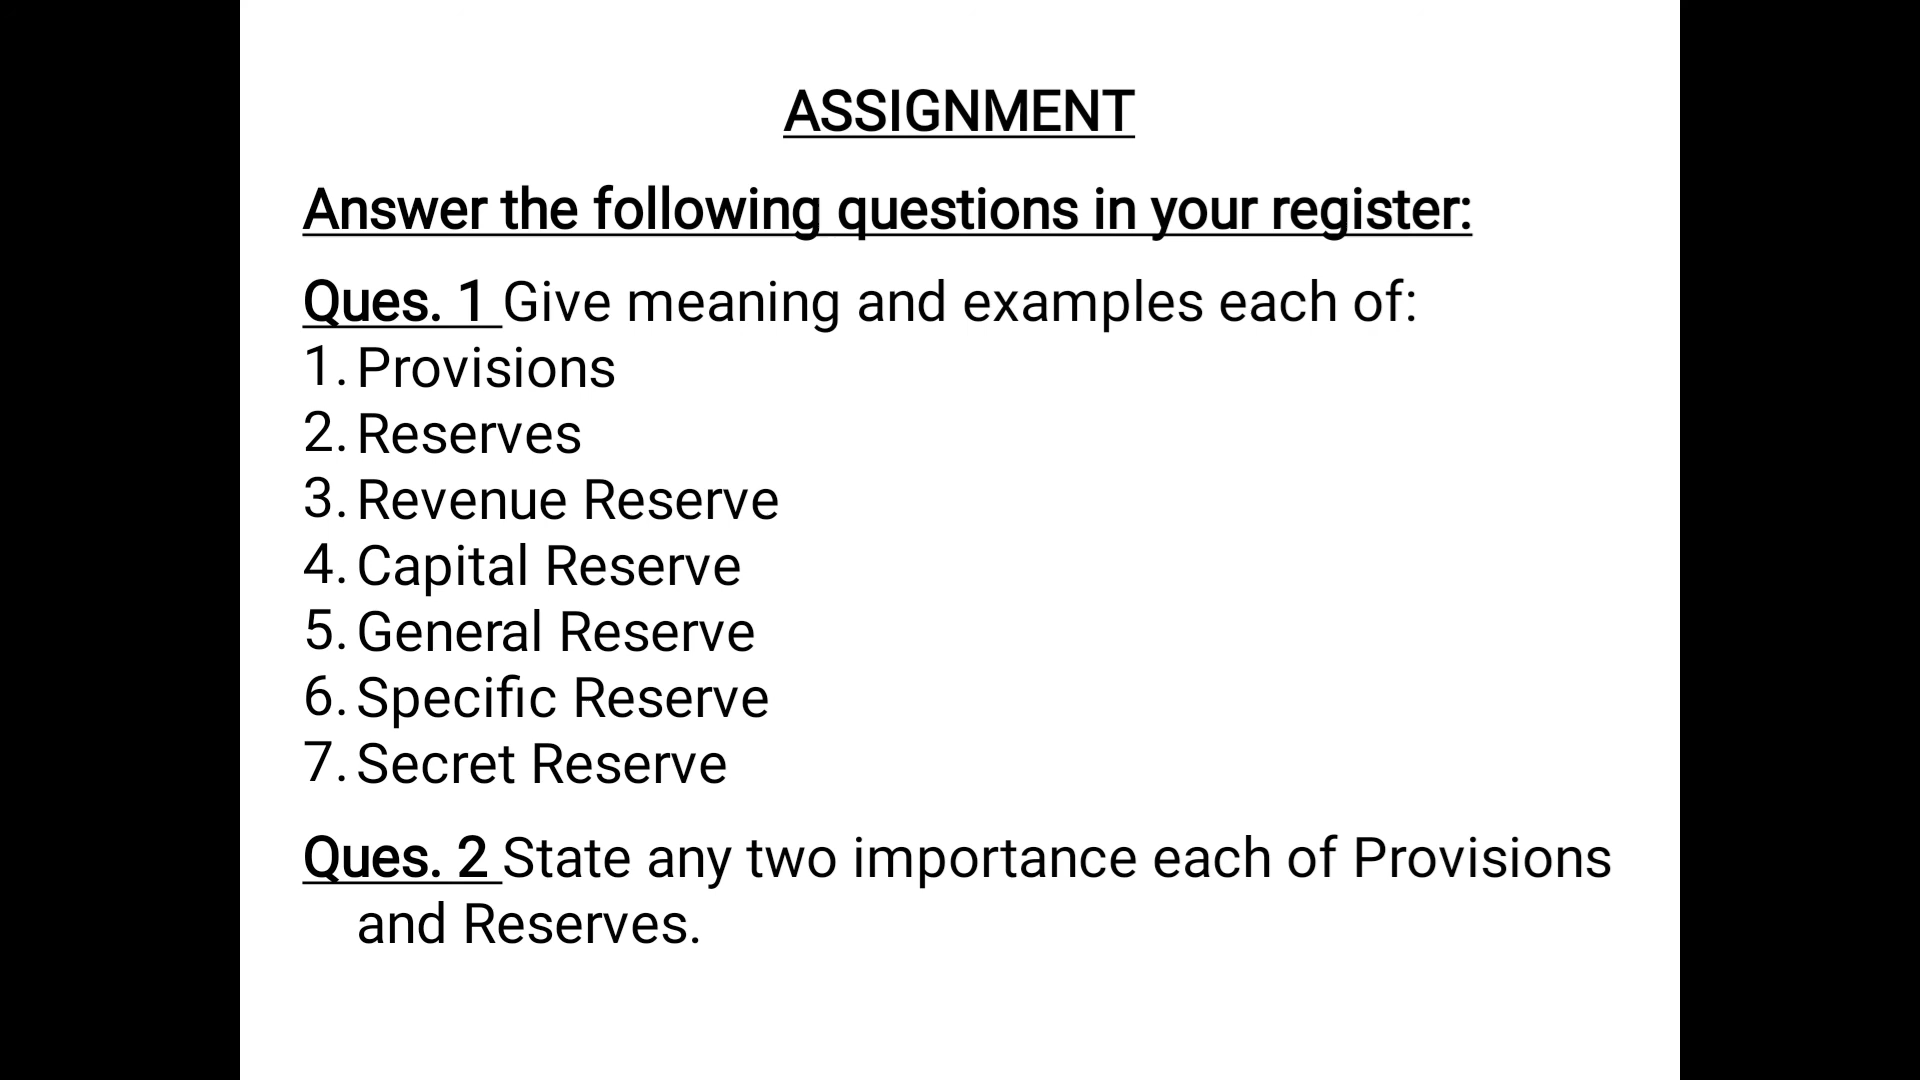 ASSIGNMENT
Answer the following questions in your register:
Ques. 1 Give meaning and examples each of:
1. Provisions
2. Reserves
3. Revenue Reserve
4. Capital Reserve
5. General Reserve
6. Specific Reserve
7. Secret Reserve
Ques. 2 State any two importance each of Provisions
and Reserves.